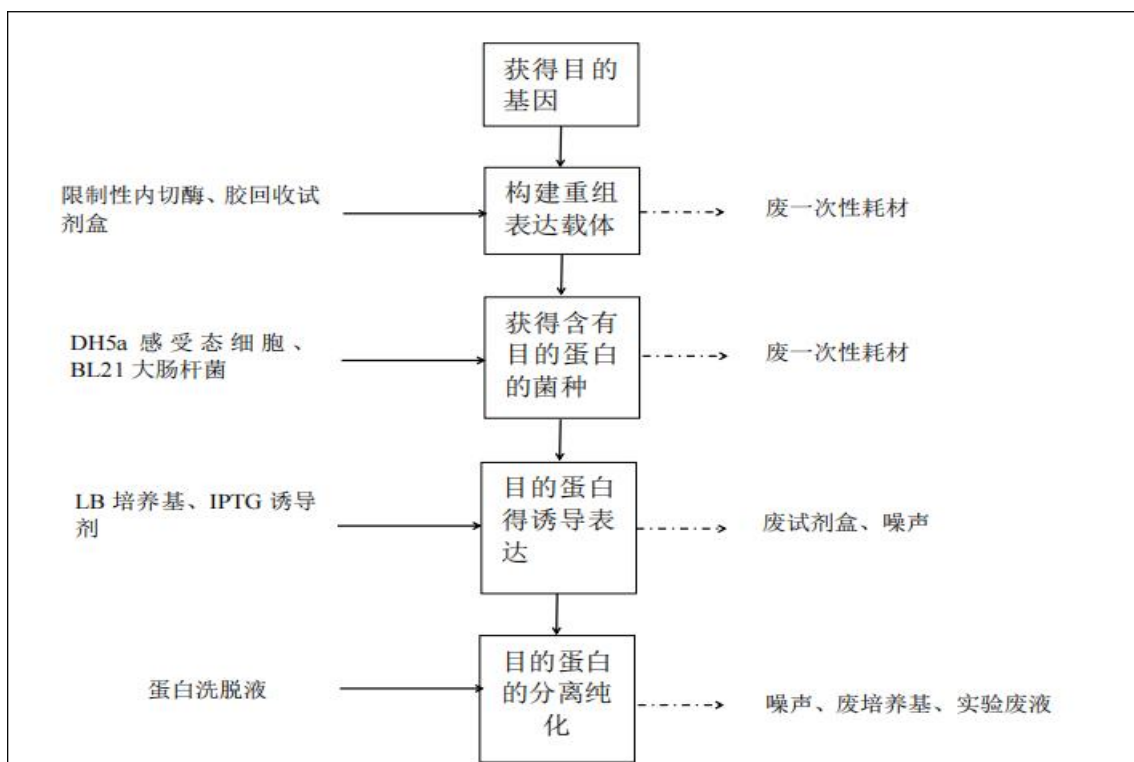 获得目的
基因
限制性内切酶、胶回收试
剂盒
构建重组
表达载体
废一次性耗材
DH5a 感受态细胞、
BL21 大肠杆菌
获得含有
目的蛋白
的菌种
废一次性耗材
LB 培养基、IPTG 诱导
剂
目的蛋白
得诱导表
达
废试剂盒、噪声
蛋白洗脱液
目的蛋白
的分离纯
化
噪声、废培养基、实验废液